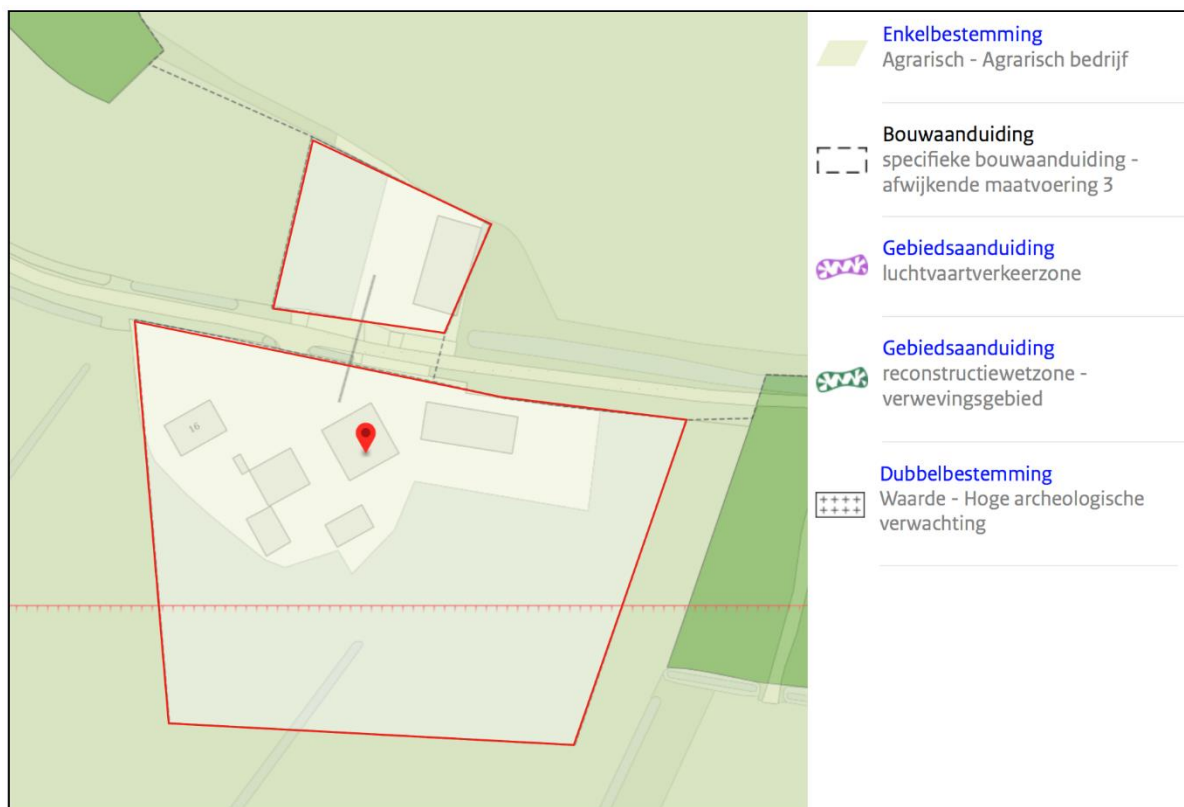 Enkelbestemming
Agrarisch - Agrarisch bedrijf
Bouwaanduiding
specifieke bouwaanduiding -
afwijkende maatvoering 3
Gebiedsaanduiding
luchtvaartverkeerzone
Gebiedsaanduiding
reconstructiewetzone -
verwevingsgebied
Dubbelbestemming
Waarde - Hoge archeologische
verwachting
16